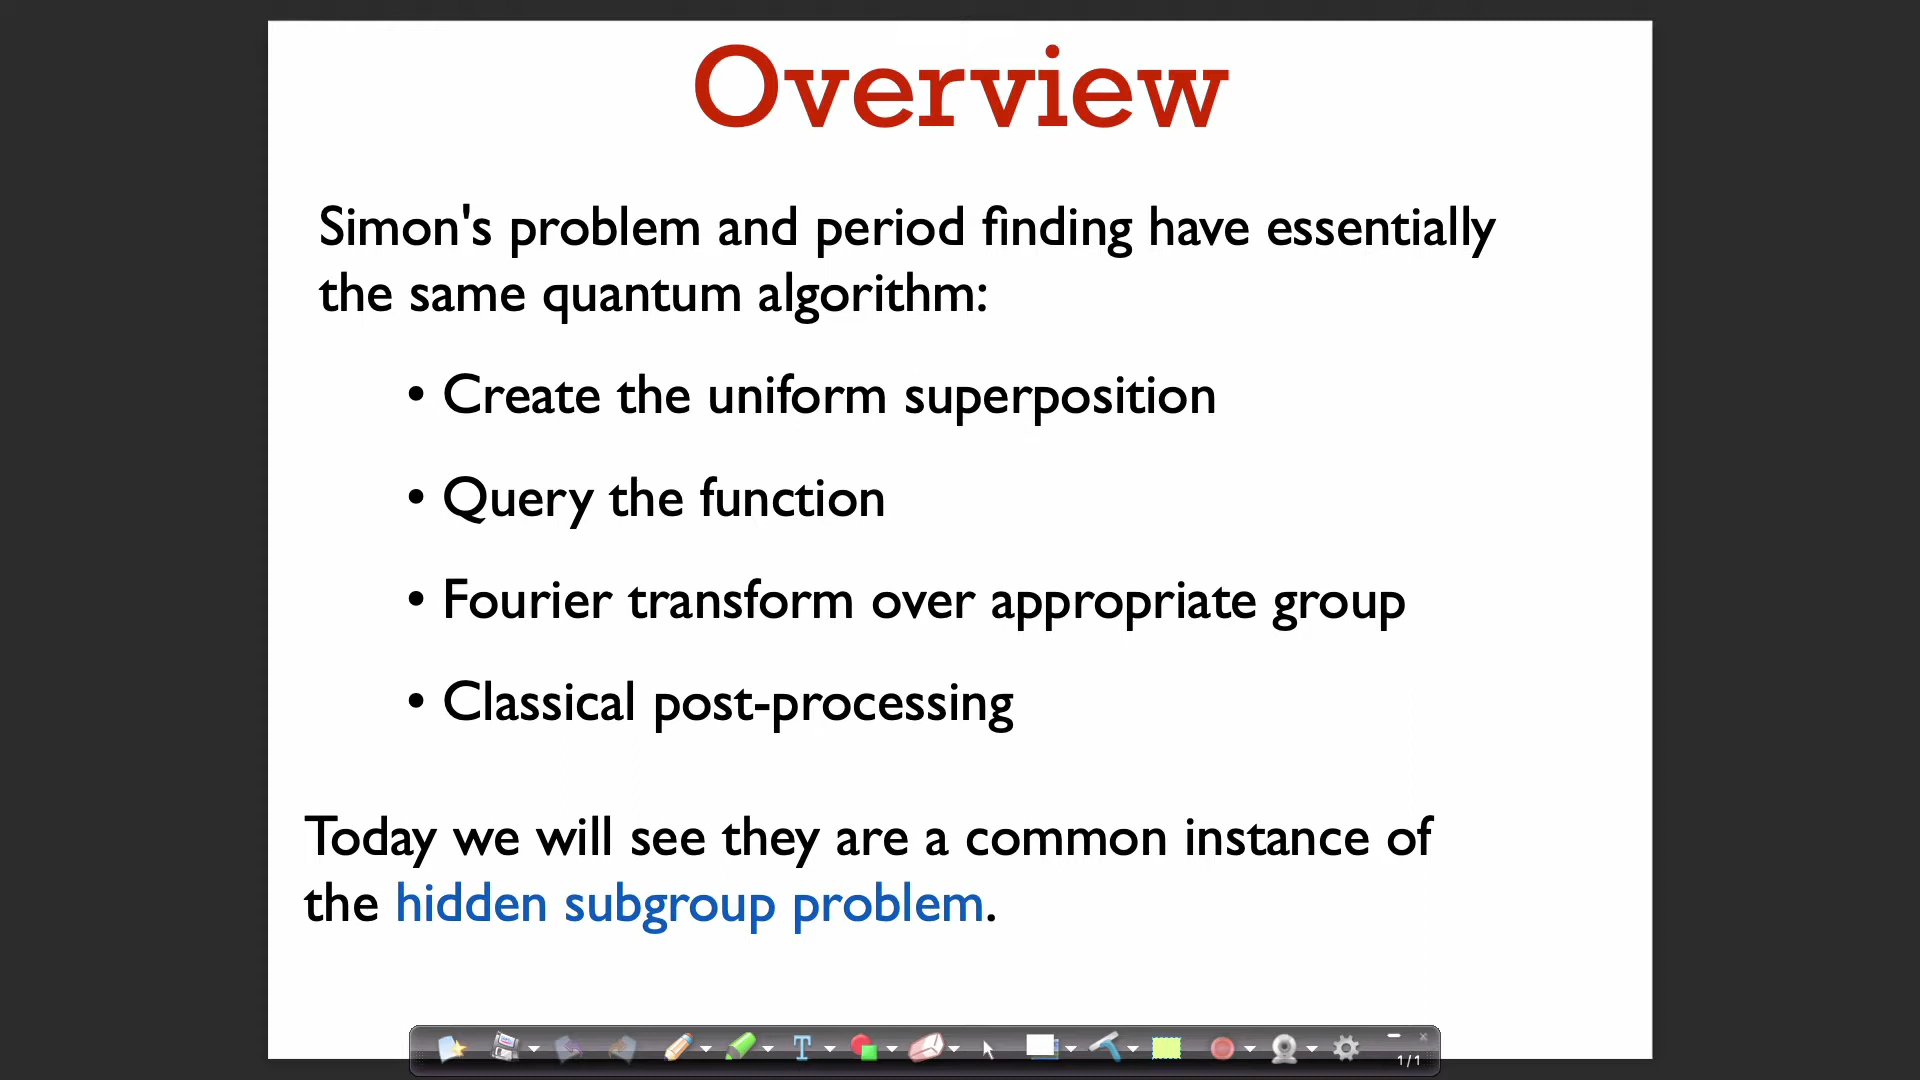 Overview
Simon's problem and period finding have essentially
the same quantum algorithm:
• Create the uniform superposition
• Query the function
• Fourier transform over appropriate group
• Classical post-processing
Today we will see they are a common instance of
the hidden subgroup problem.
T
1/1